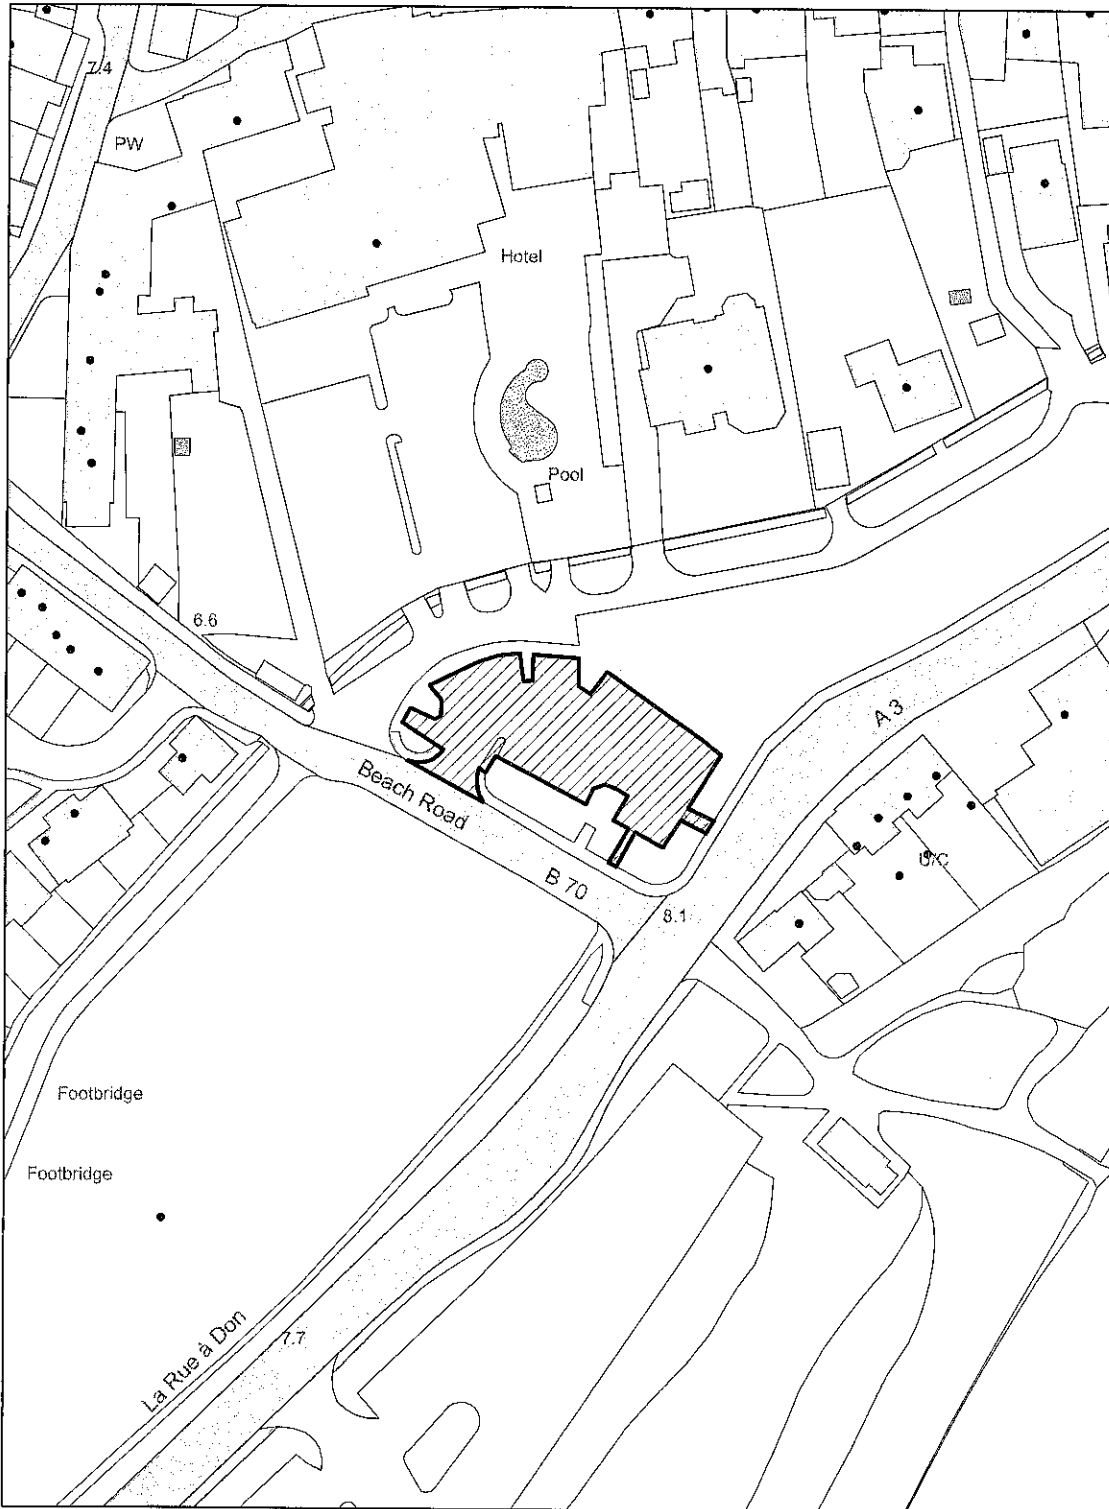 7.4
PW
Hotel
Pool
6.6
A 3
Beach Road
U/C
B 70
8.1
Footbridge
Footbridge
La Rue à Don
7.7